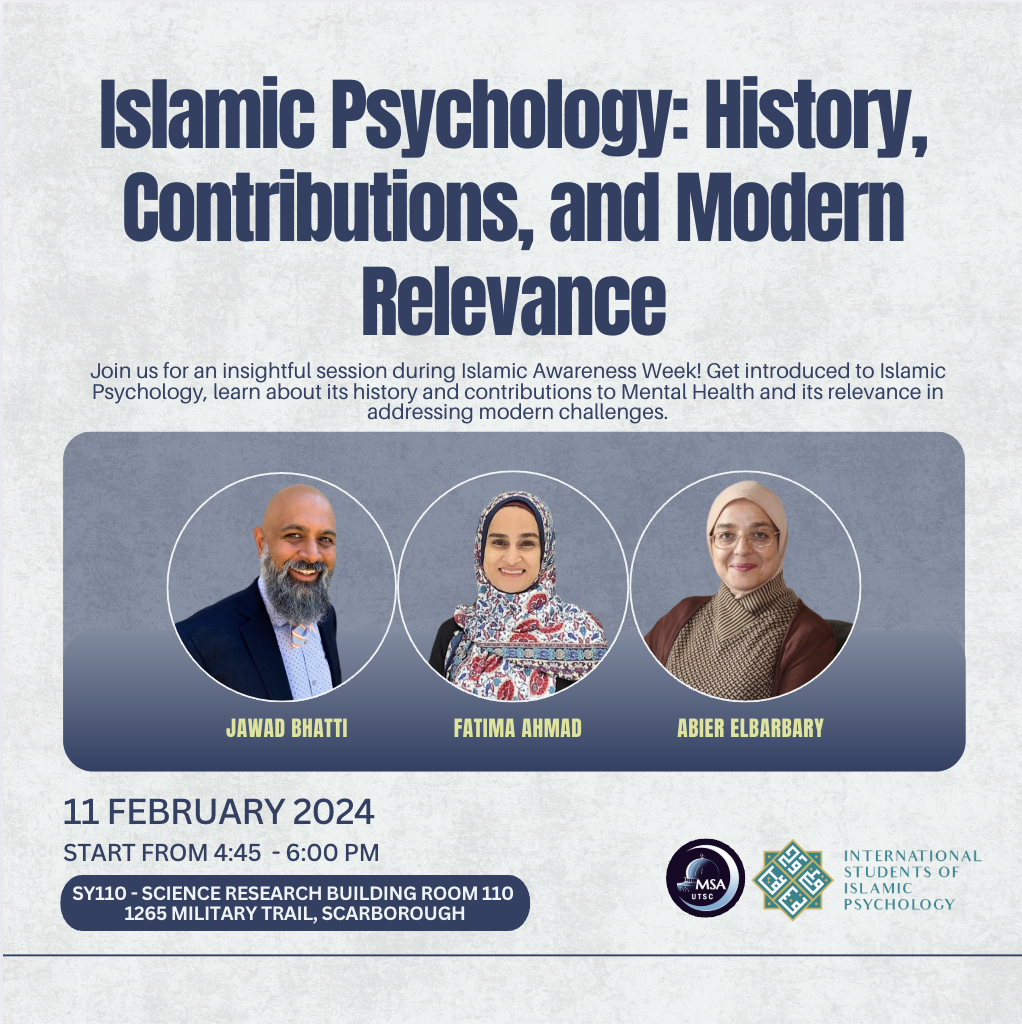 Islamic Psychology: History,
Contributions, and Modern
Relevance
Join us for an insightful session during Islamic Awareness Week! Get introduced to Islamic
Psychology, learn about its history and contributions to Mental Health and its relevance in
addressing modern challenges.
JAWAD BHATTI
FATIMA AHMAD
ABIER ELBARBARY
11 FEBRUARY 2024
START FROM 4:45 - 6:00 PM
SY110 - SCIENCE RESEARCH BUILDING ROOM 110
1265 MILITARY TRAIL, SCARBOROUGH
MSA
UTSC
INTERNATIONAL
STUDENTS OF
ISLAMIC
PSYCHOLOGY